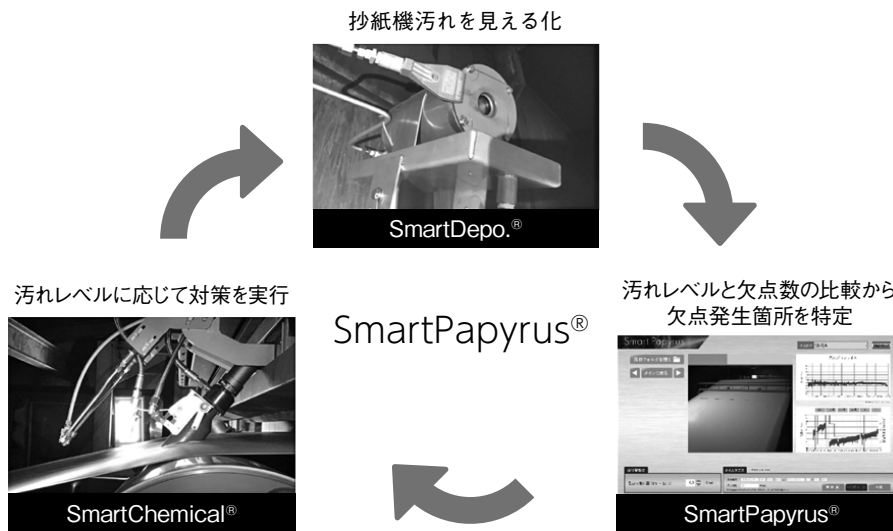 抄紙機汚れを見える化
SmartDepo.®
汚れレベルに応じて対策を実行
SmartChemical®
SmartPapyrus®
汚れレベルと欠点数の比較から
欠点発生箇所を特定
Smart Papyrus
SmartPapyrus®